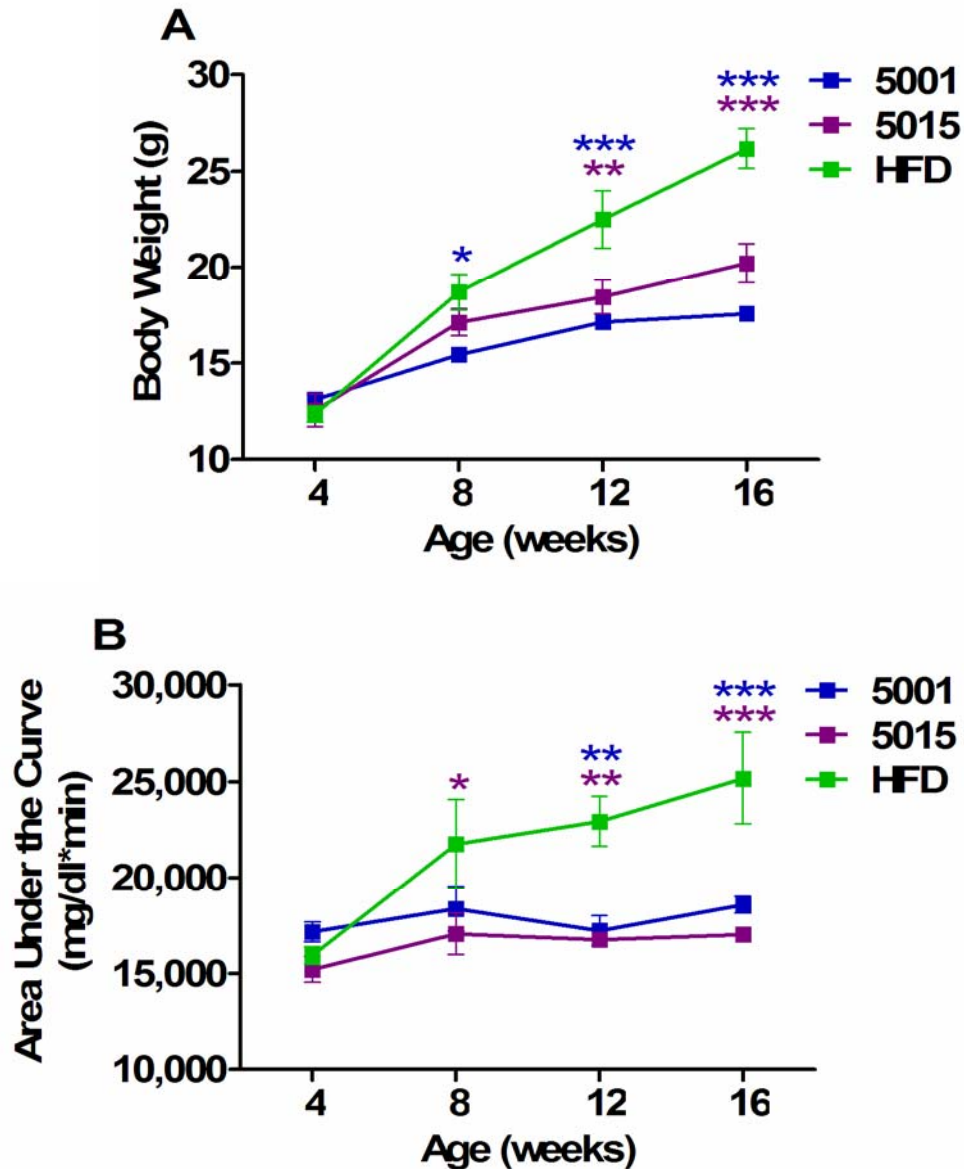 A
Body Weight (g)
30
25
20
15
10
4 8 12 16
Age (weeks)
*
***
**
***
***
5001
5015
HFD
B
Area Under the Curve
(mg/dl*min)
30,000
25,000
20,000
15,000
10,000
4 8 12 16
Age (weeks)
*
**
**
***
***
5001
5015
HFD